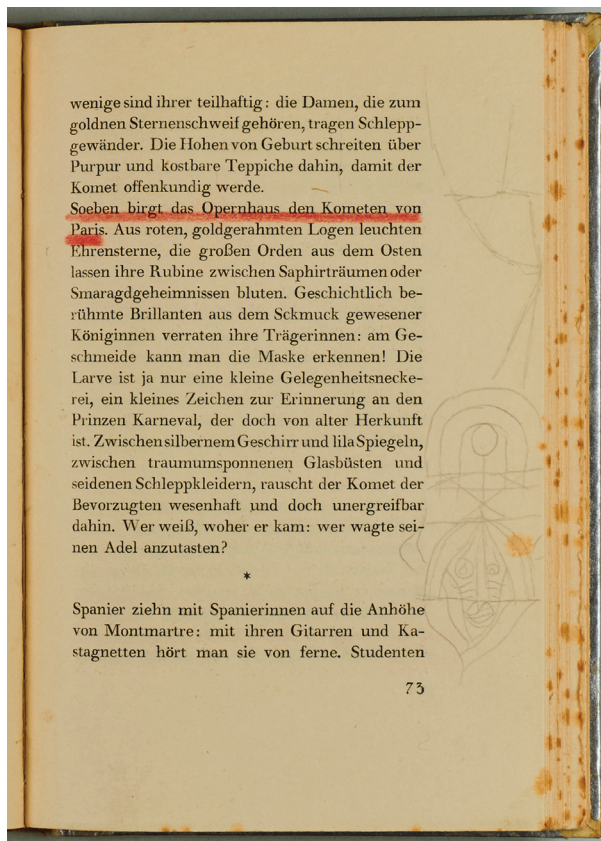 wenige sind ihrer teilhaftig: die Damen, die zum
goldnen Sternenschweif gehören, tragen Schlepp-
gewänder. Die Hohen von Geburt schreiten über
Purpur und kostbare Teppiche dahin, damit der
Komet offenkundig werde.
Soeben birgt das Opernhaus den Kometen von
Paris. Aus roten, goldgerahmten Logen leuchten
Ehrensterne, die großen Orden aus dem Osten
lassen ihre Rubine zwischen Saphirträumen oder
Smaragdgeheimnissen bluten. Geschichtlich be-
rühmte Brillanten aus dem Sckmuck gewesener
Königinnen verraten ihre Trägerinnen: am Ge-
schmeide kann man die Maske erkennen! Die
Larve ist ja nur eine kleine Gelegenheitsnecke-
rei, ein kleines Zeichen zur Erinnerung an den
Prinzen Karneval, der doch von alter Herkunft
ist. Zwischen silbernem Geschirr und lila Spiegeln,
zwischen traumumsponnenen Glasbüsten und
seidenen Schleppkleidern, rauscht der Komet der
Bevorzugten wesenhaft und doch unergreifbar
dahin. Wer weiß, woher er kam: wer wagte sei-
nen Adel anzutasten?
*
Spanier ziehn mit Spanierinnen auf die Anhöhe
von Montmartre: mit ihren Gitarren und Ka-
stagnetten hört man sie von ferne. Studenten
73